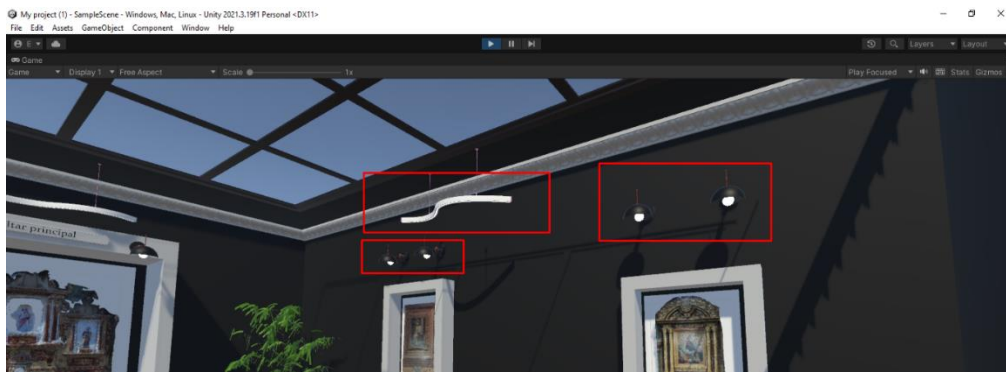 My project (1) - SampleScene - Windows, Mac, Linux - Unity 2021.3.19f1 Personal <DX11>
File Edit Assets GameObject Component Window Help
E Layers Layout
Game
Game Display 1 Free Aspect Scale 1x Play Focused Stats Gizmos
ltar principal